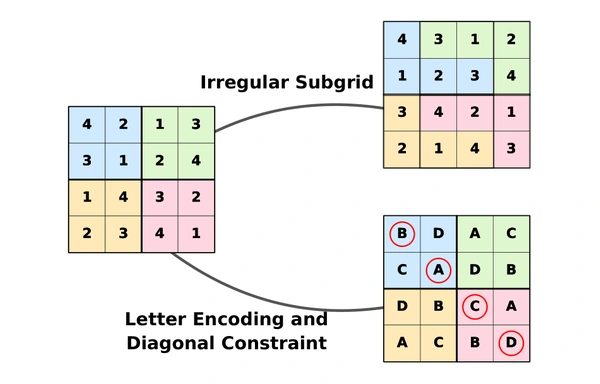 4 3 1 2
1 2 3 4
3 4 2 1
2 1 4 3
Irregular Subgrid
4 2 1 3
3 1 2 4
1 4 3 2
2 3 4 1
Letter Encoding and
Diagonal Constraint
B D A C
C A D B
D B C A
A C B D